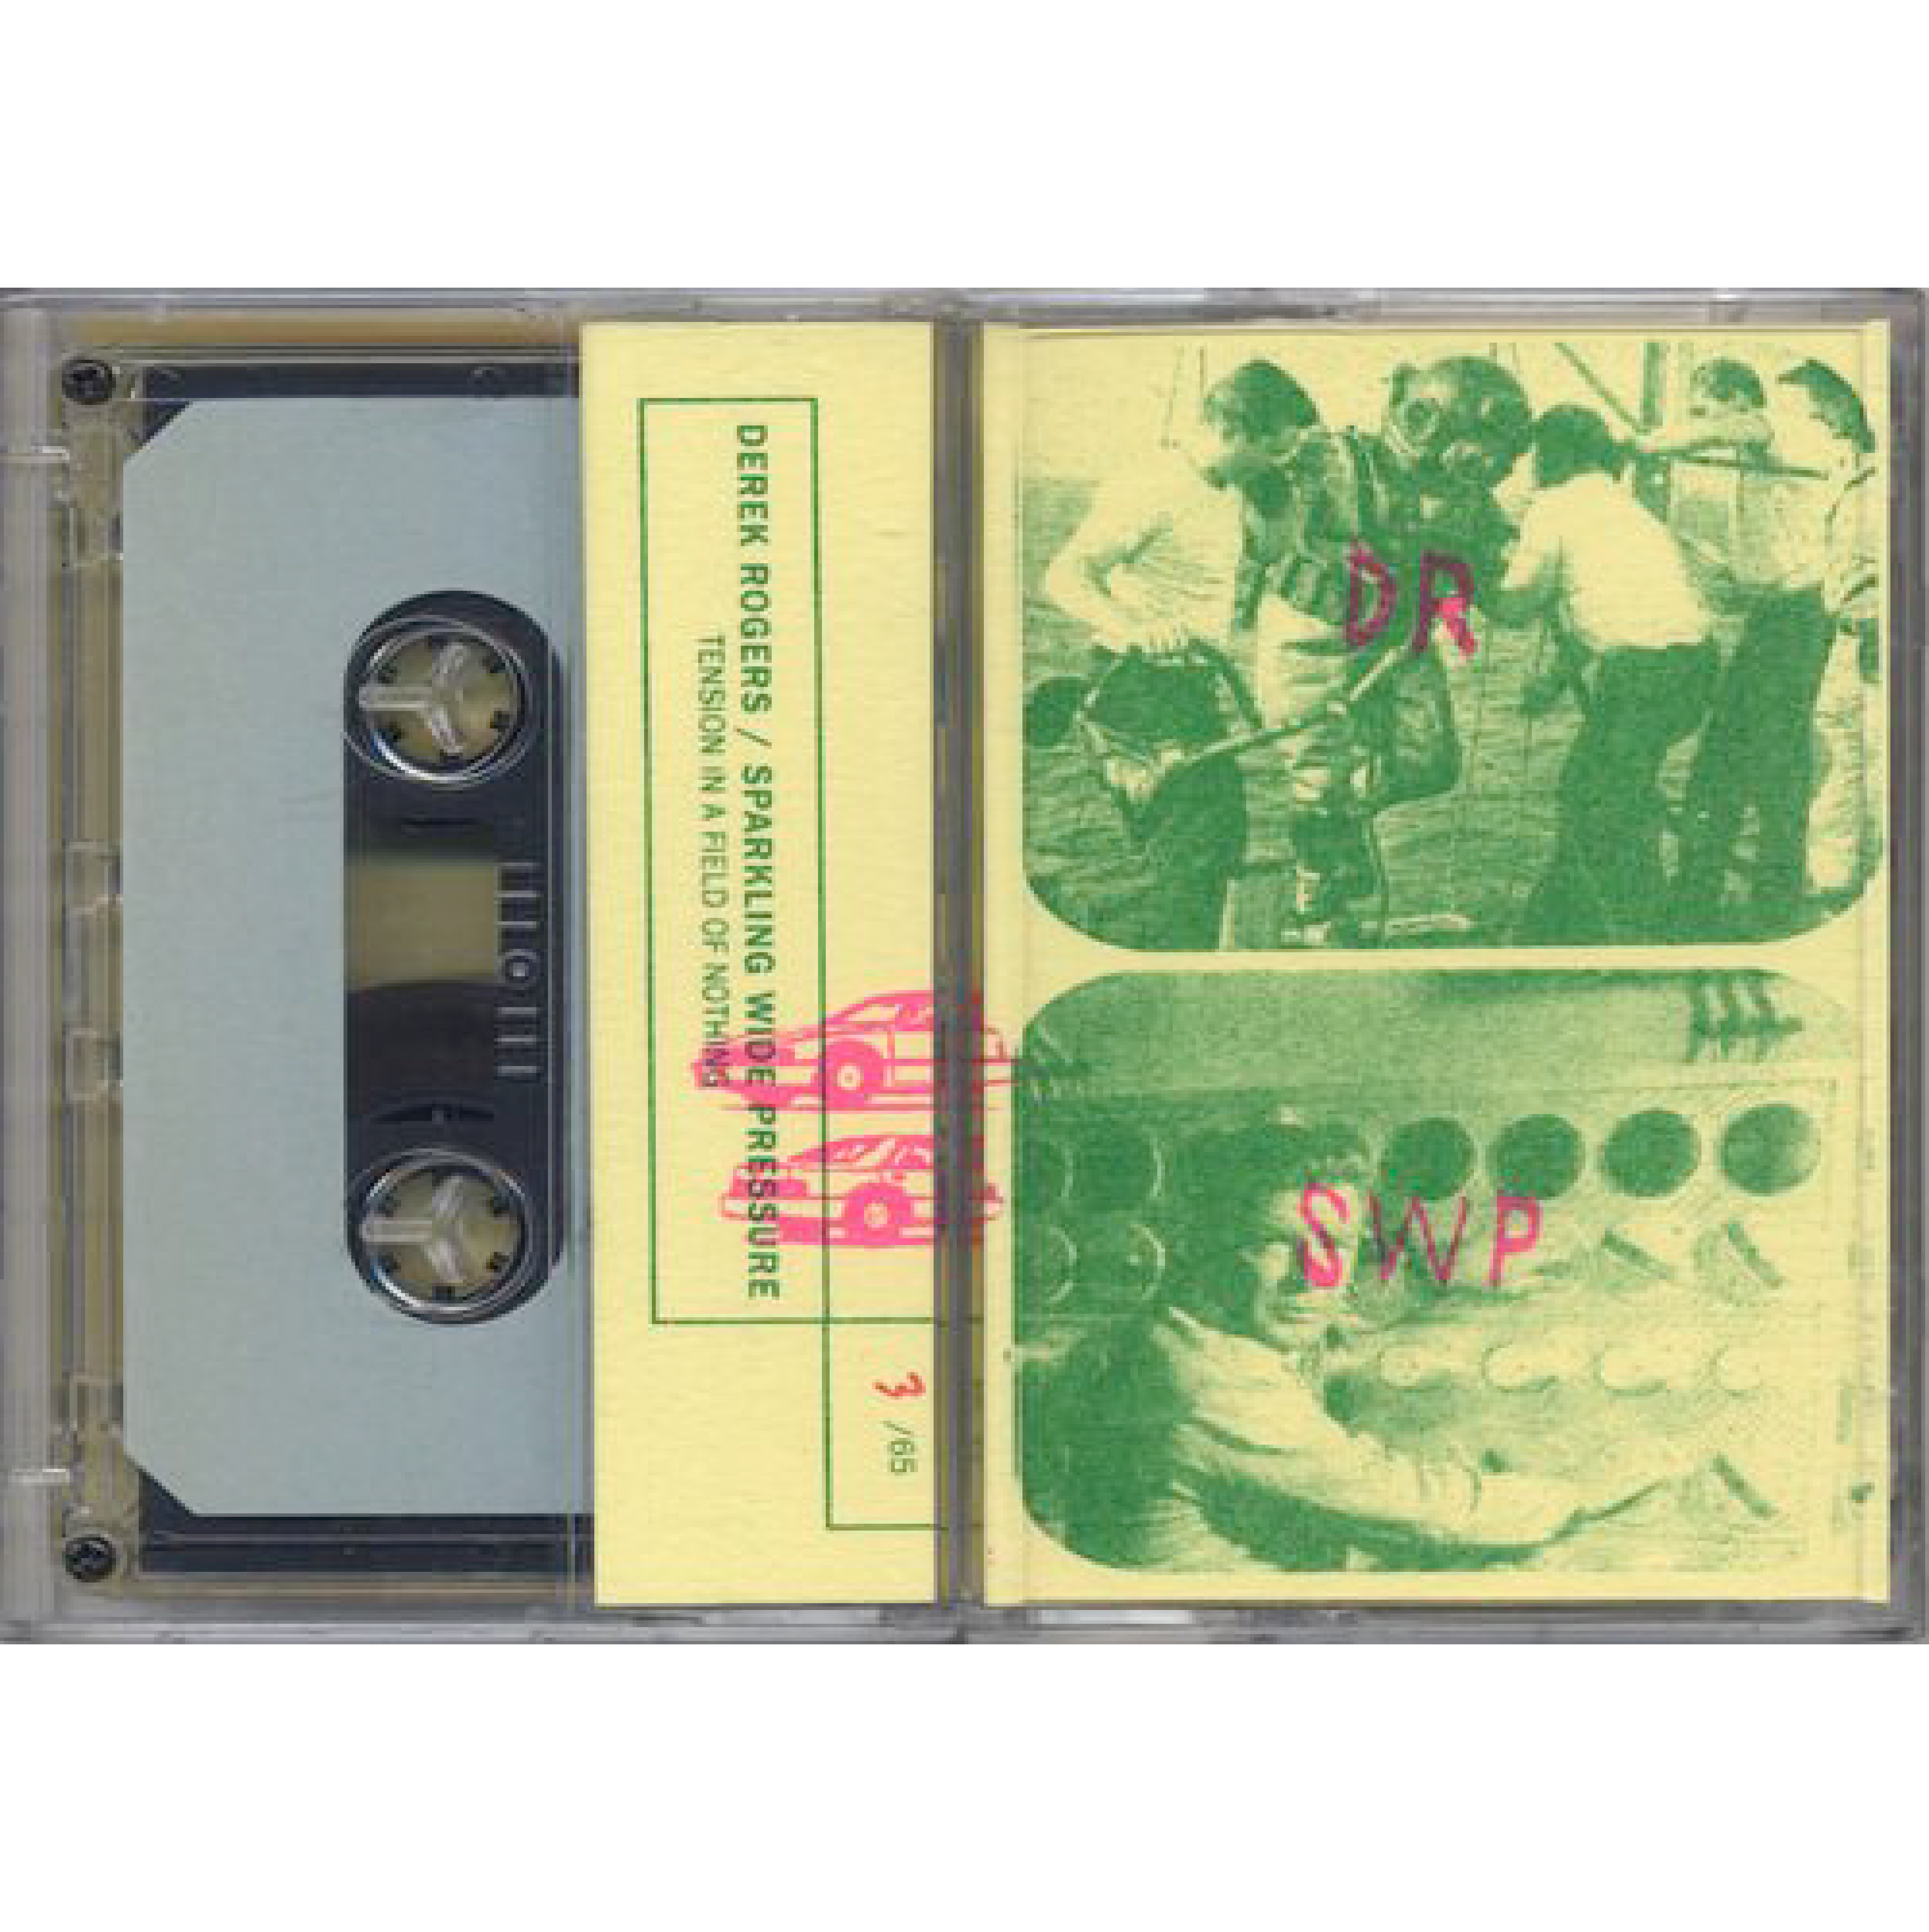 DEREK ROGERS / SPARKLING WIDE PRESSURE
TENSION IN A FIELD OF NOTHING
3 /65
DR
SWP